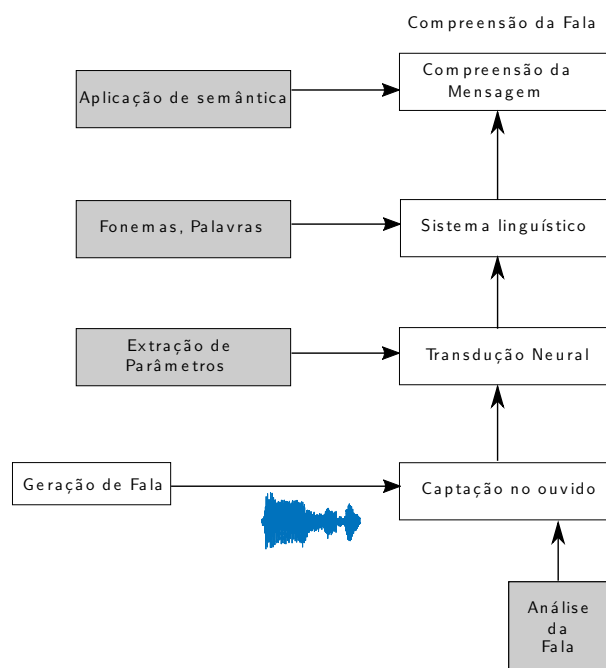 Compreensão da Fala
Compreensão da
Mensagem
Aplicação de semântica
Fonemas, Palavras
Sistema linguístico
Extração de
Parâmetros
Transdução Neural
Geração de Fala
Captação no ouvido
Análise
da
Fala